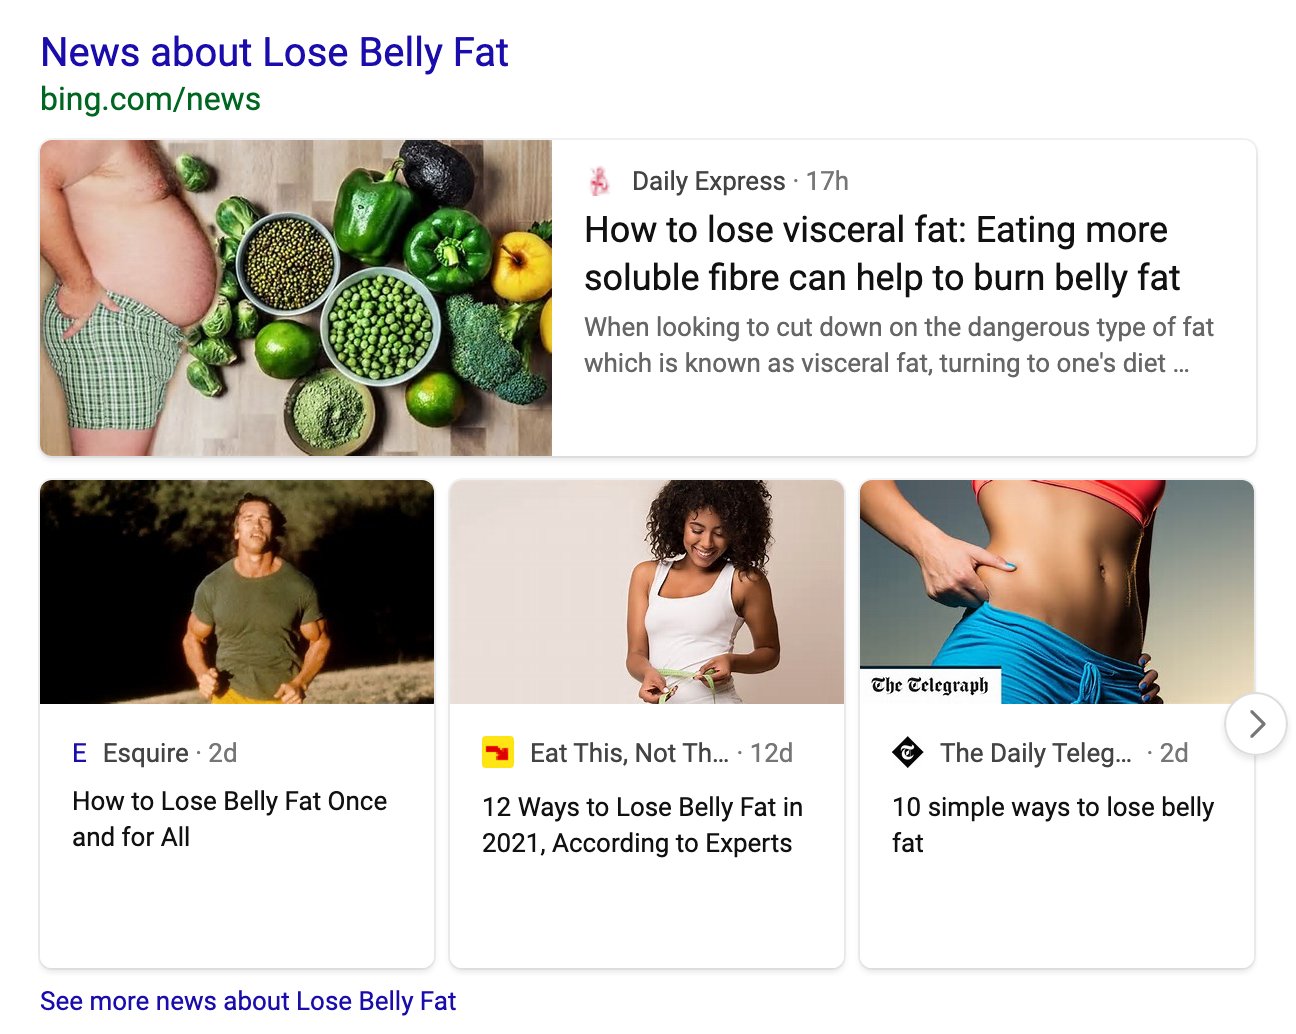 News about Lose Belly Fat
bing.com/news
Daily Express · 17h
How to lose visceral fat: Eating more
soluble fibre can help to burn belly fat
When looking to cut down on the dangerous type of fat
which is known as visceral fat, turning to one's diet ...
The Telegraph
E Esquire · 2d
How to Lose Belly Fat Once
and for All
Eat This, Not Th... · 12d
12 Ways to Lose Belly Fat in
2021, According to Experts
The Daily Teleg... · 2d
10 simple ways to lose belly
fat
See more news about Lose Belly Fat